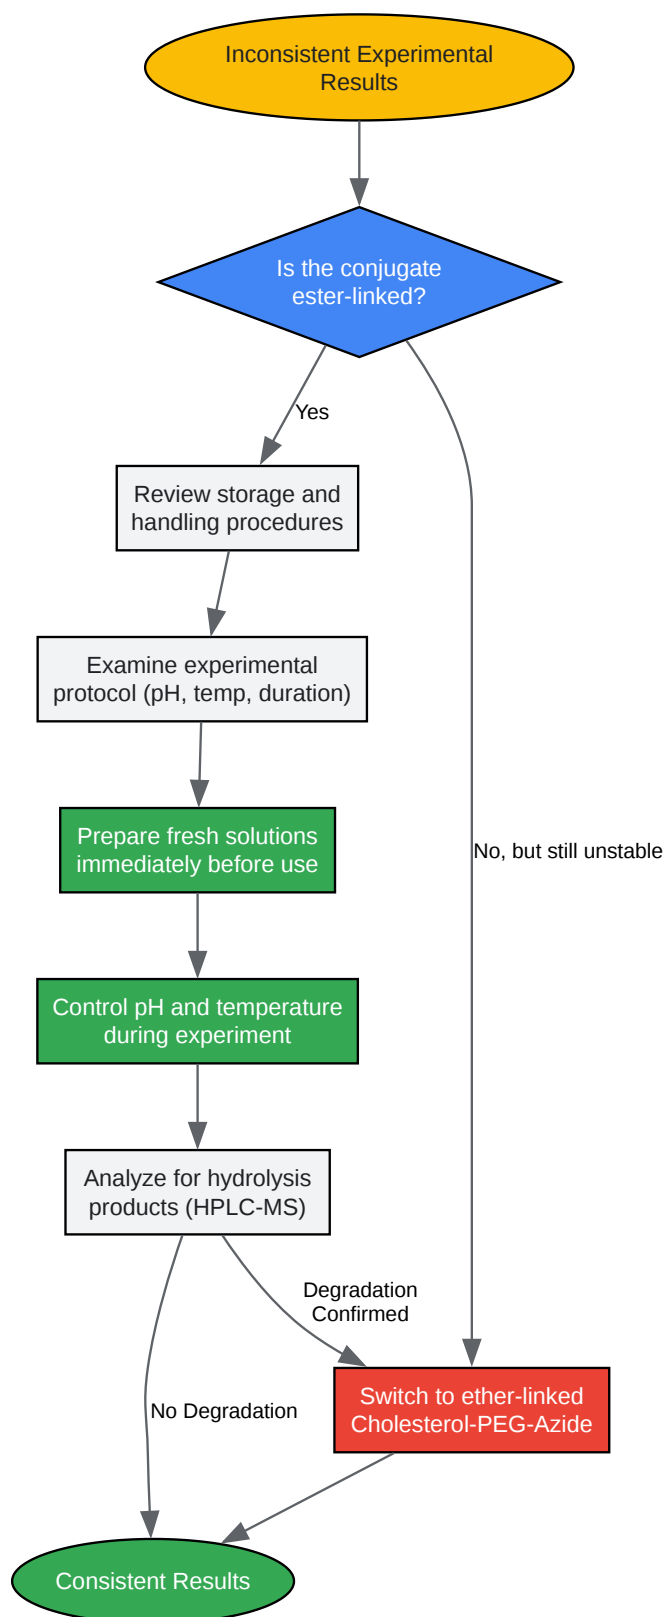 Inconsistent Experimental
Results
Is the conjugate
ester-linked?
Yes
Review storage and
handling procedures
Examine experimental
protocol (pH, temp, duration)
Prepare fresh solutions
immediately before use
No, but still unstable
Control pH and temperature
during experiment
Analyze for hydrolysis
products (HPLC-MS)
Degradation
Confirmed
Switch to ether-linked
Cholesterol-PEG-Azide
No Degradation
Consistent Results